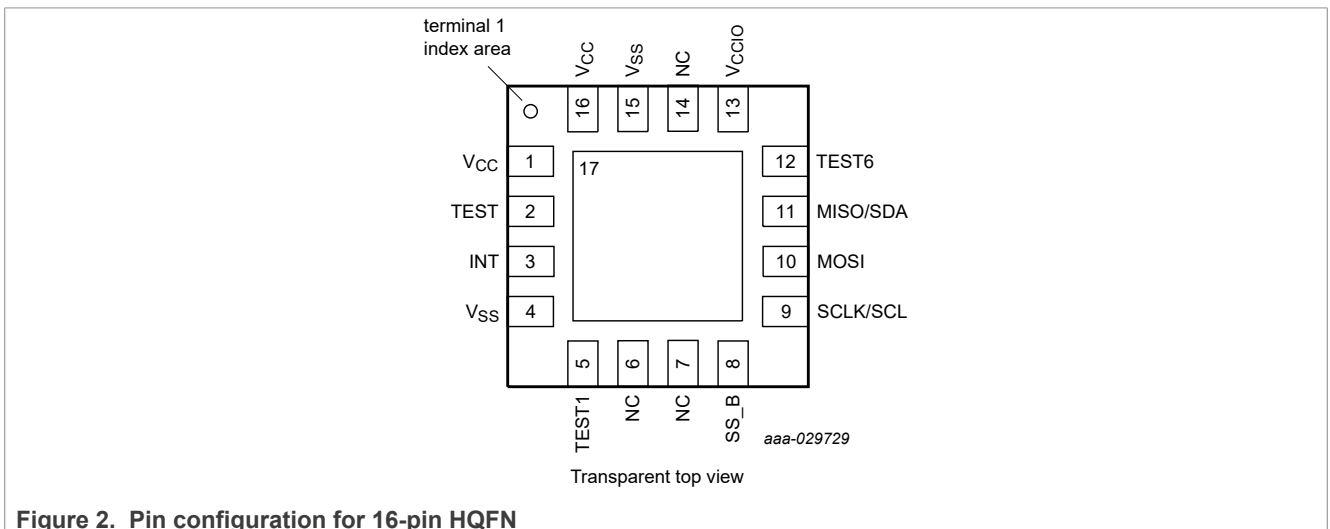 terminal 1
index area
VCC
VSS
NC
VCCIO
16
15
14
13
VCC 1
17
12 TEST6
TEST 2
11 MISO/SDA
INT 3
10 MOSI
VSS 4
9 SCLK/SCL
5
6
7
8
TEST1
NC
NC
SS_B
aaa-029729
Transparent top view
Figure 2. Pin configuration for 16-pin HQFN